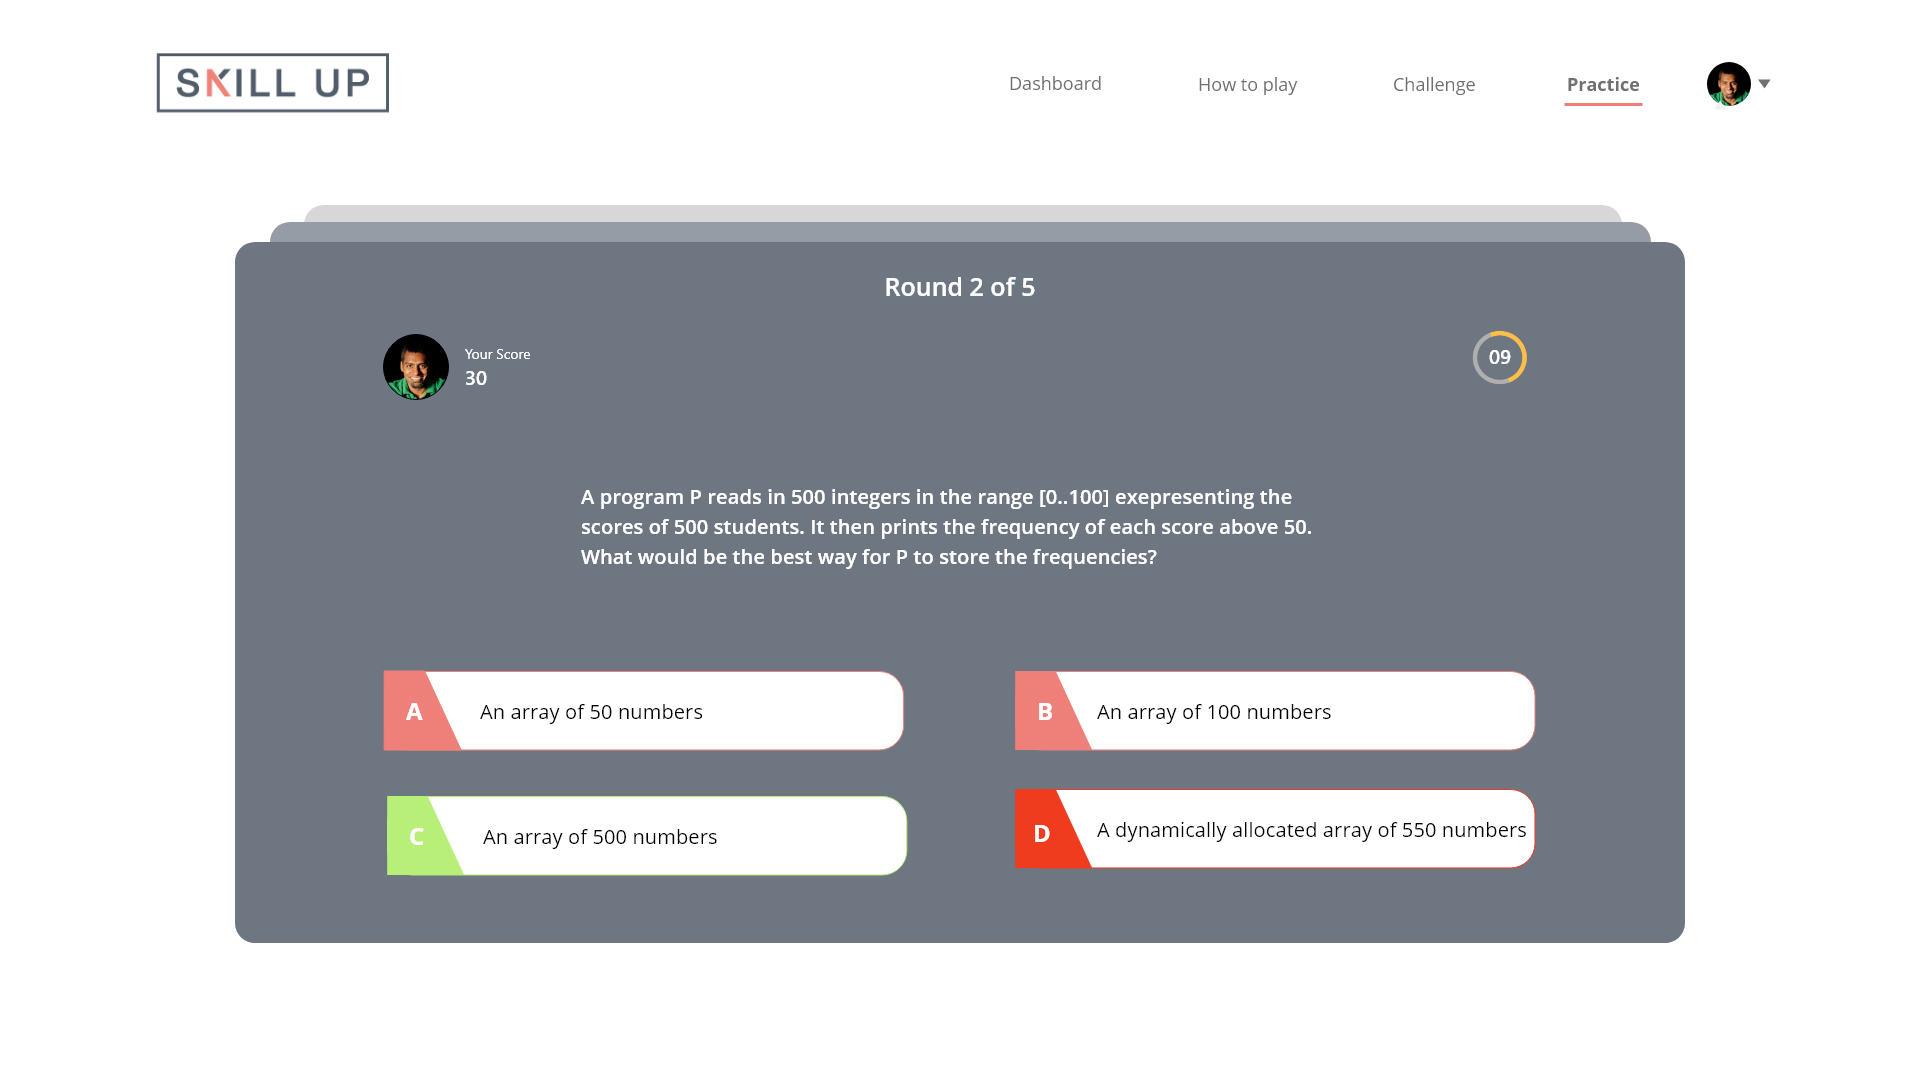 SKILL UP
Dashboard
How to play
Challenge
Practice
Round 2 of 5
Your Score
30
09
A program P reads in 500 integers in the range [0..100] exepresenting the
scores of 500 students. It then prints the frequency of each score above 50.
What would be the best way for P to store the frequencies?
A An array of 50 numbers
B An array of 100 numbers
C An array of 500 numbers
D A dynamically allocated array of 550 numbers